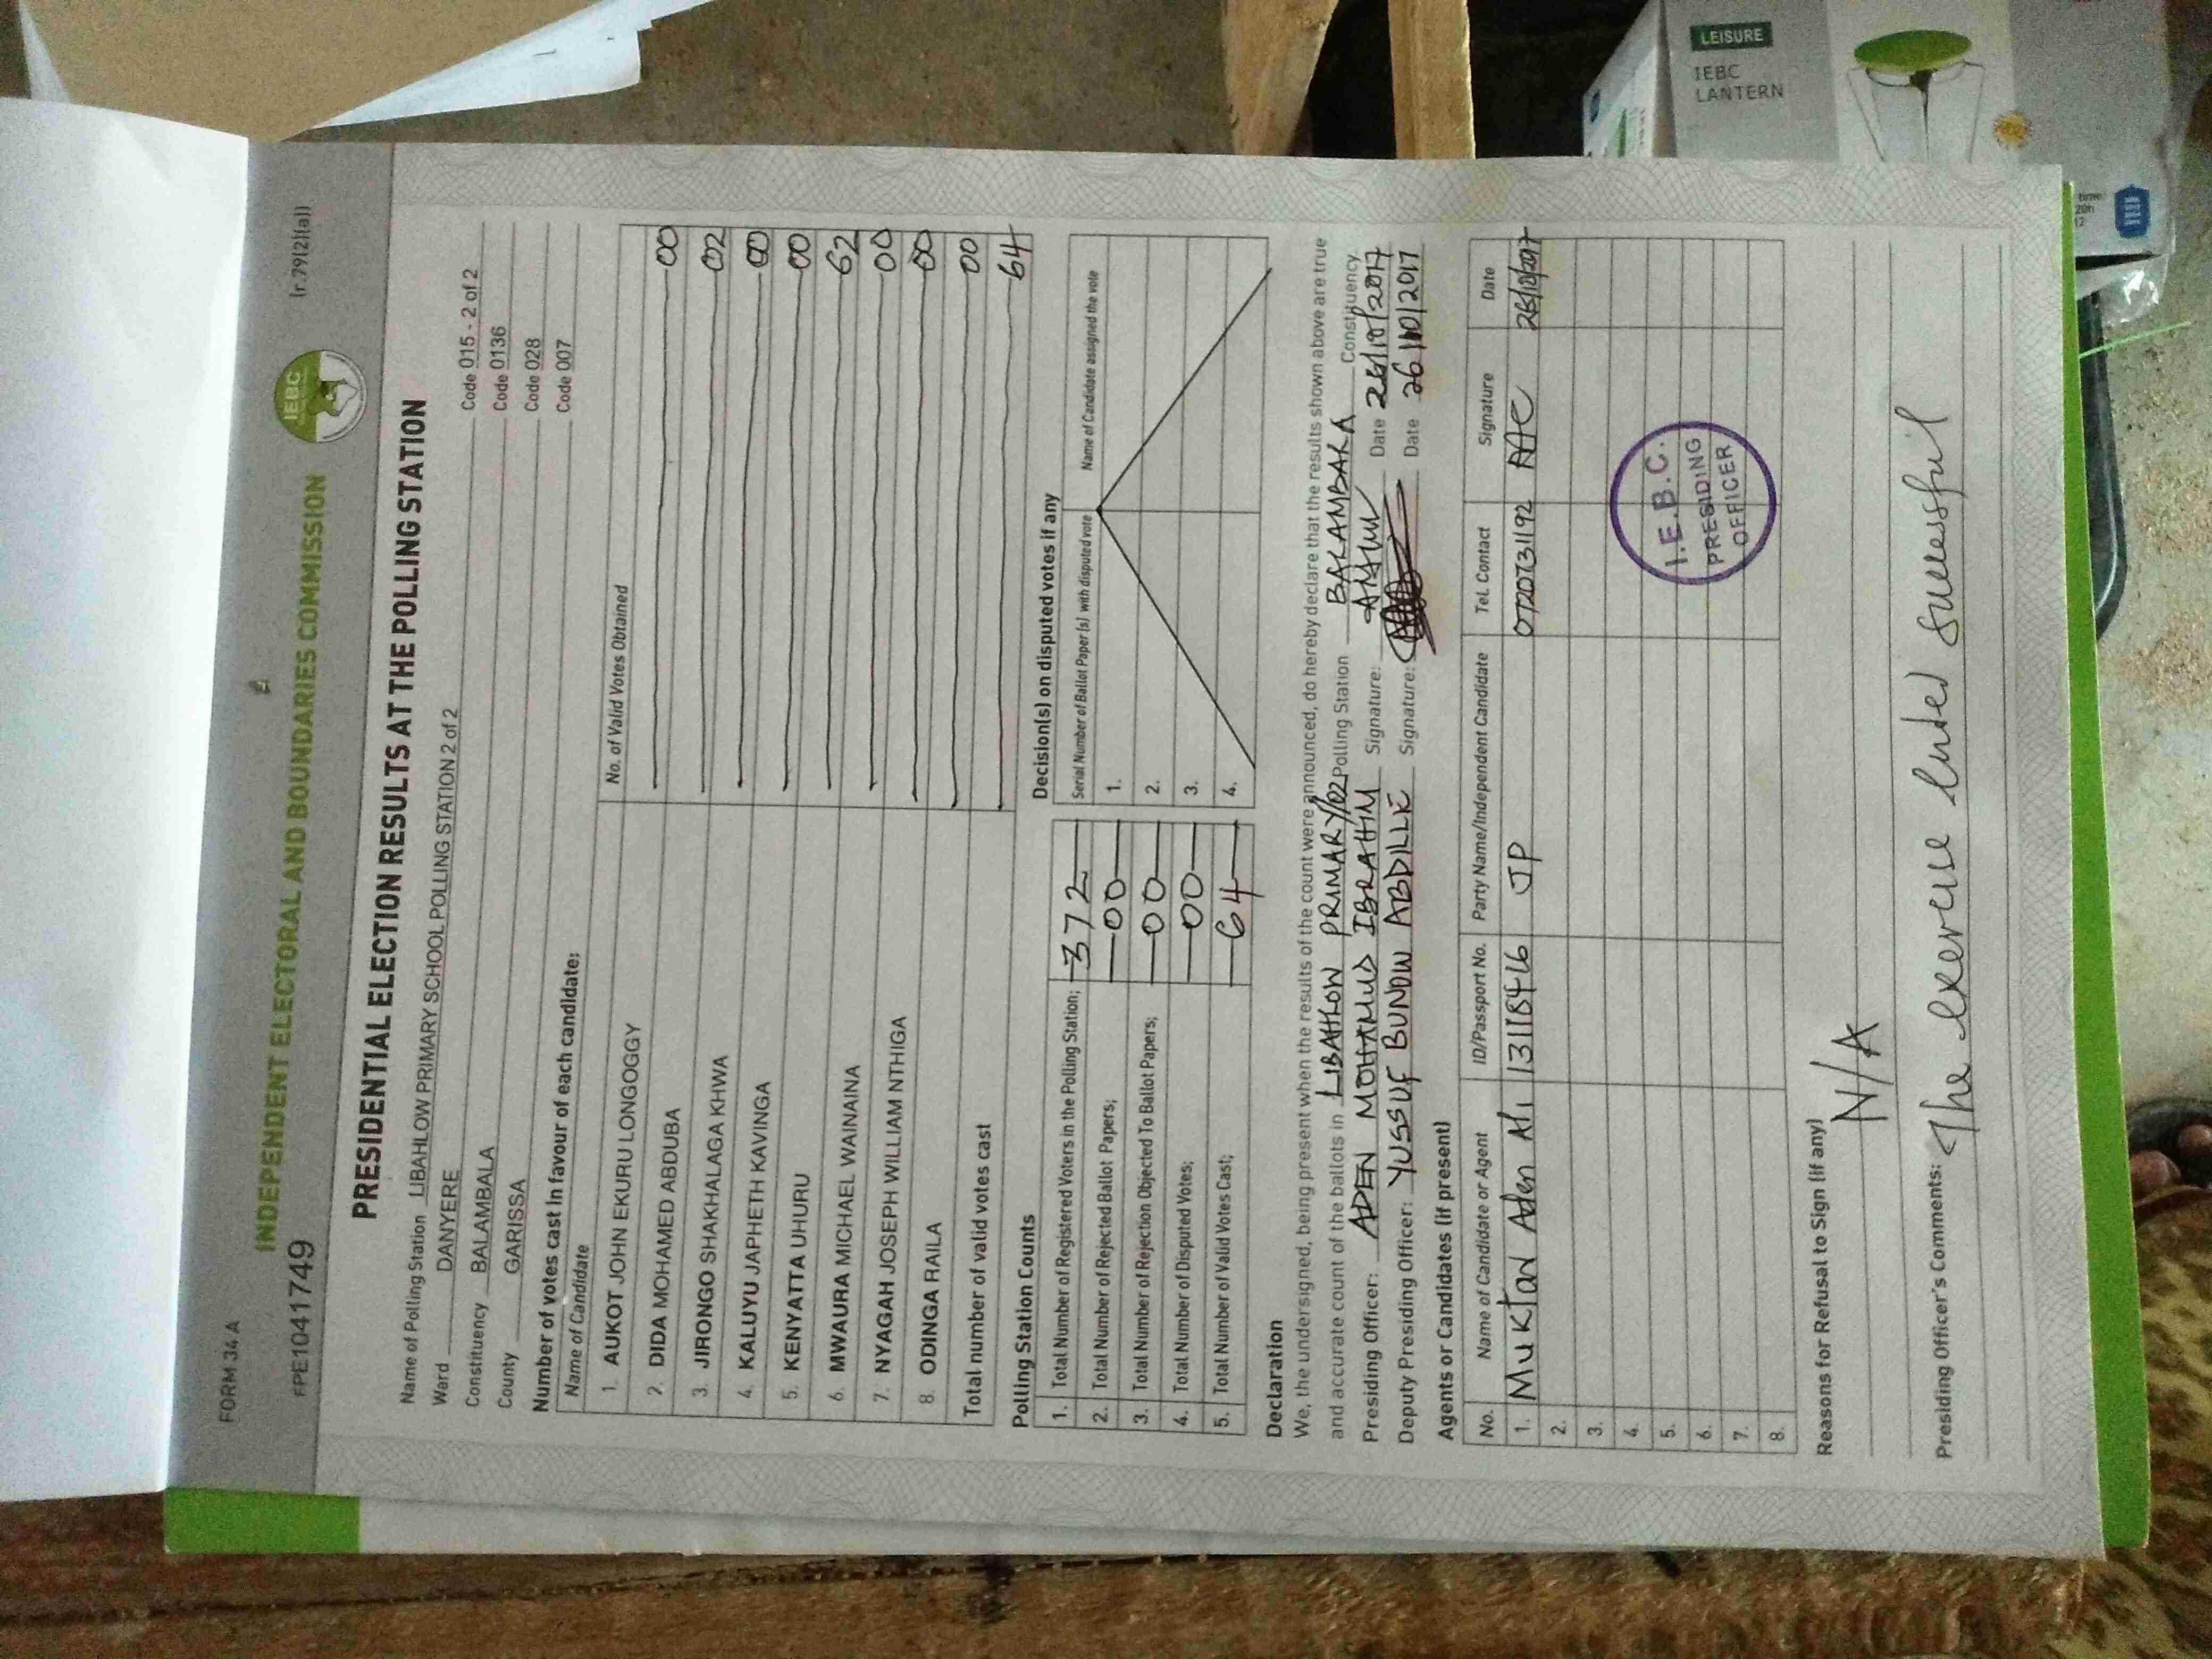 FORM 34 A
INDEPENDENT ELECTORAL AND BOUNDARIES COMMISSION
IEBC
(r.79(2)(a))
FPE1041749
PRESIDENTIAL ELECTION RESULTS AT THE POLLING STATION
Name of Polling Station LIBAHLOW PRIMARY SCHOOL POLLING STATION 2 of 2 Code 015 - 2 of 2
Ward DANYERE Code 0136
Constituency BALAMBALA Code 028
County GARISSA Code 007
Number of votes cast In favour of each candidate:
Name of Candidate No. of Valid Votes Obtained
1. AUKOT JOHN EKURU LONGOGGY 00
2. DIDA MOHAMED ABDUBA 02
3. JIRONGO SHAKHALAGA KHWA 00
4. KALUYU JAPHETH KAVINGA 00
5. KENYATTA UHURU 62
6. MWAURA MICHAEL WAINAINA 00
7. NYAGAH JOSEPH WILLIAM NTHIGA 00
8. ODINGA RAILA 00
Total number of valid votes cast 64
Polling Station Counts
1. Total Number of Registered Voters in the Polling Station; 372
2. Total Number of Rejected Ballot Papers; 00
3. Total Number of Rejection Objected To Ballot Papers; 00
4. Total Number of Disputed Votes; 00
5. Total Number of Valid Votes Cast; 64
Decision(s) on disputed votes if any
Serial Number of Ballot Paper (s) with disputed vote Name of Candidate assigned the vote
1.
2.
3.
4.
Declaration
We, the undersigned, being present when the results of the count were announced, do hereby declare that the results shown above are true
and accurate count of the ballots in LIBAHLOW PRIMARY/02 Polling Station BALAMBALA Constituency.
Presiding Officer: ADEN MOHAMUD IBRAHIM Signature: Date 26/10/2017
Deputy Presiding Officer: YUSSUF BUNOW ABDILLE Signature: Date 26/10/2017
Agents or Candidates (if present)
No. Name of Candidate or Agent ID/Passport No. Party Name/Independent Candidate Tel. Contact Signature Date
1. Muktar Aden Ali 13118416 JP 0720731192 26/10/2017
2.
3.
4.
5.
6.
7.
8.
I.E.B.C.
PRESIDING
OFFICER
Reasons for Refusal to Sign (if any)
N/A
Presiding Officer's Comments: The exercise ended successful
LEISURE
IEBC
LANTERN